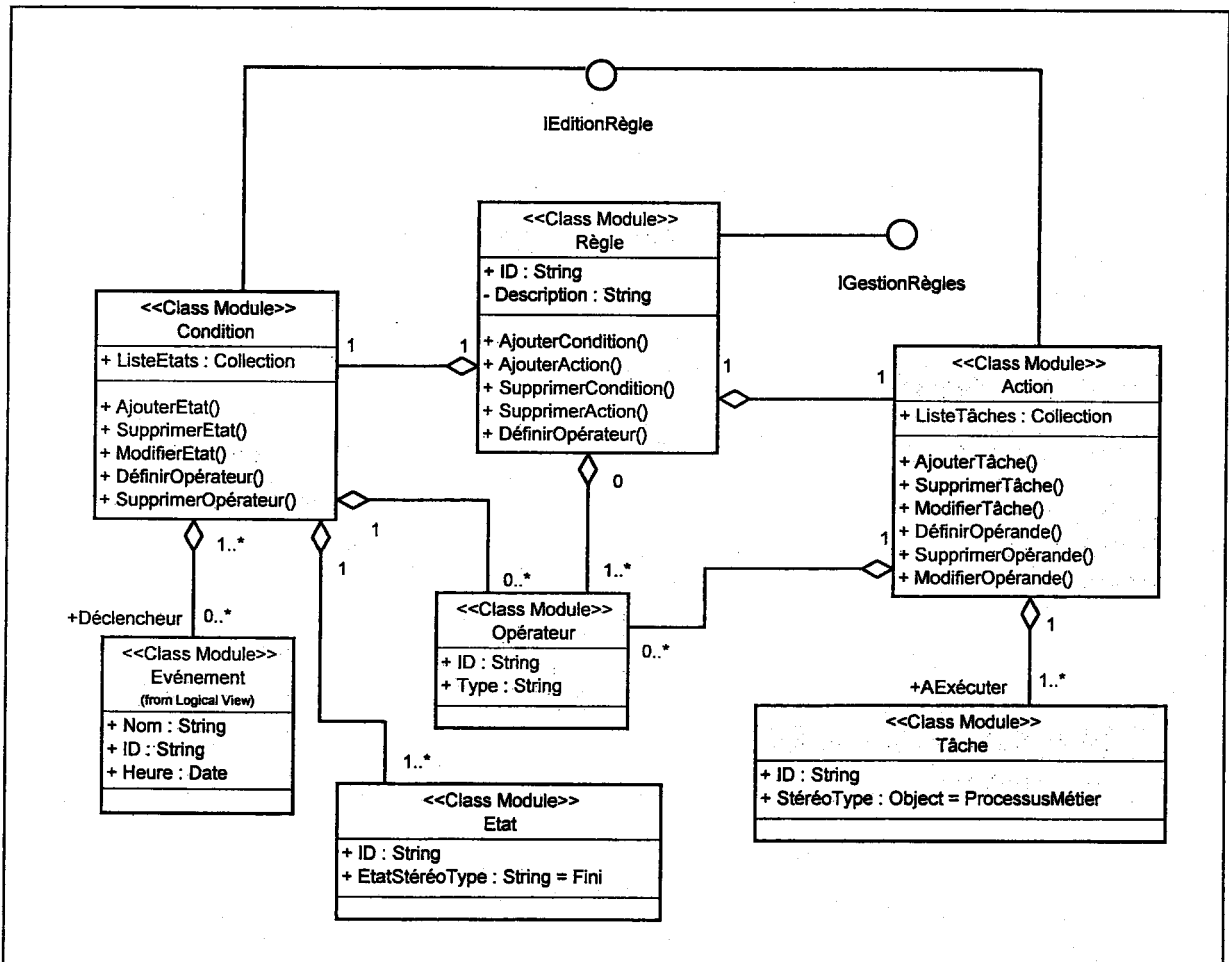 IEditionRègle
<<Class Module>>
Règle
+ ID : String
- Description : String
+ AjouterCondition()
+ AjouterAction()
+ SupprimerCondition()
+ SupprimerAction()
+ DéfinirOpérateur()
IGestionRègles
<<Class Module>>
Condition
+ ListeEtats : Collection
+ AjouterEtat()
+ SupprimerEtat()
+ ModifierEtat()
+ DéfinirOpérateur()
+ SupprimerOpérateur()
1
1
1
1
<<Class Module>>
Action
+ ListeTâches : Collection
+ AjouterTâche()
+ SupprimerTâche()
+ ModifierTâche()
+ DéfinirOpérande()
+ SupprimerOpérande()
+ ModifierOpérande()
0
1
1..*
1
1
1..*
0..*
+Déclencheur
0..*
0..*
1
<<Class Module>>
Opérateur
+ ID : String
+ Type : String
<<Class Module>>
Evénement
(from Logical View)
+ Nom : String
+ ID : String
+ Heure : Date
+AExécuter
1..*
<<Class Module>>
Tâche
+ ID : String
+ StéréoType : Object = ProcessusMétier
1..*
<<Class Module>>
Etat
+ ID : String
+ EtatStéréoType : String = Fini